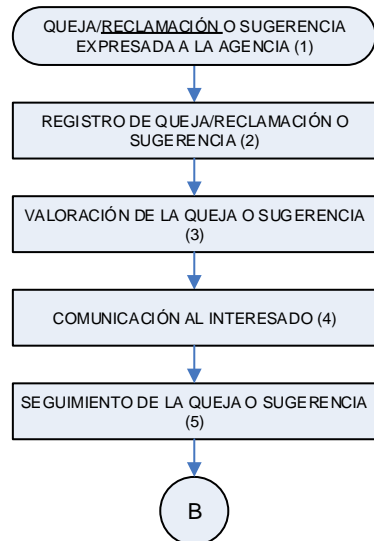 QUEJA/RECLAMACIÓN O SUGERENCIA
EXPRESADA A LA AGENCIA (1)
REGISTRO DE QUEJA/RECLAMACIÓN O
SUGERENCIA (2)
VALORACIÓN DE LA QUEJA O SUGERENCIA
(3)
COMUNICACIÓN AL INTERESADO (4)
SEGUIMIENTO DE LA QUEJA O SUGERENCIA
(5)
B